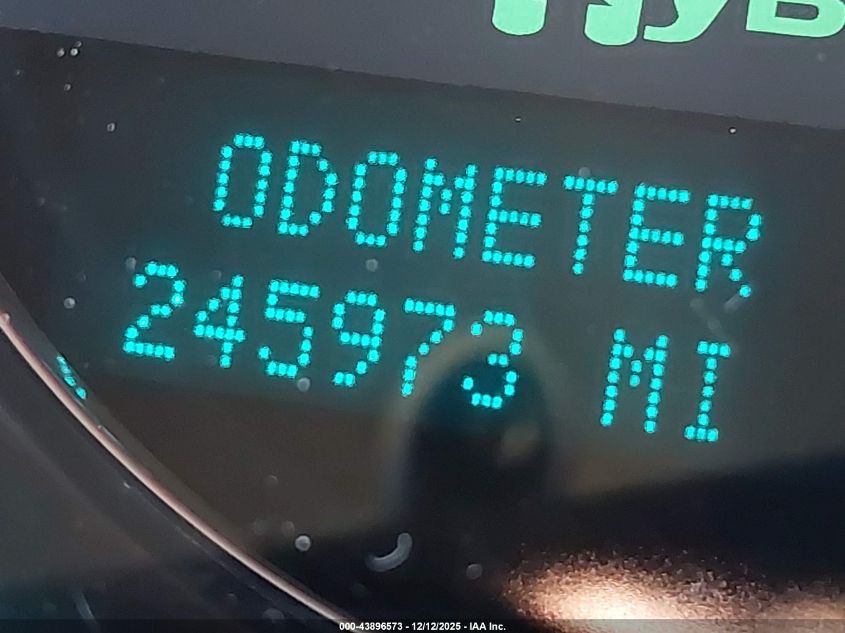 ODOMETER
245973 MI
000-43896573 - 12/12/2025 - IAA Inc.